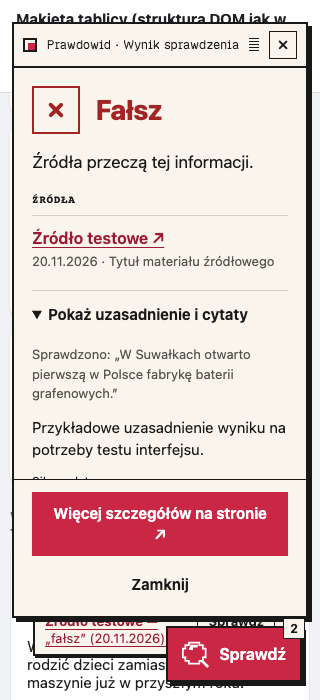 Makieta tablicy (struktura DOM jak w
Prawdowid · Wynik sprawdzenia
Fałsz
Źródła przeczą tej informacji.
ŹRÓDŁA
Źródło testowe ↗
20.11.2026 · Tytuł materiału źródłowego
▼ Pokaż uzasadnienie i cytaty
Sprawdzono: „W Suwałkach otwarto
pierwszą w Polsce fabrykę baterii
grafenowych.”
Przykładowe uzasadnienie wyniku na
potrzeby testu interfejsu.
Więcej szczegółów na stronie
↗
Zamknij
Źródło testowe —
„fałsz” (20.11.2026)
Sprawdź
2
Sprawdź
rodzić dzieci zamias
maszynie już w przyszłym roku.